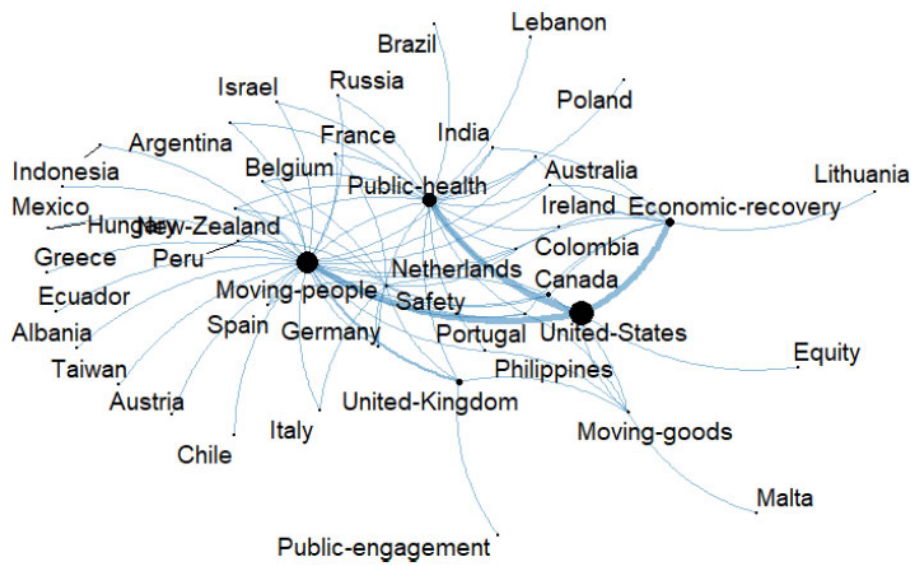 Lebanon
Brazil
Russia
Israel
Poland
India
France
Argentina
Belgium
Australia
Indonesia
Lithuania
Public-health
Mexico
Ireland
Economic-recovery
Hungary
New-Zealand
Colombia
Greece
Peru
Netherlands
Canada
Moving-people
Ecuador
Safety
Albania
Spain
Germany
Portugal
United-States
Equity
Taiwan
Philippines
Austria
United-Kingdom
Italy
Moving-goods
Chile
Malta
Public-engagement